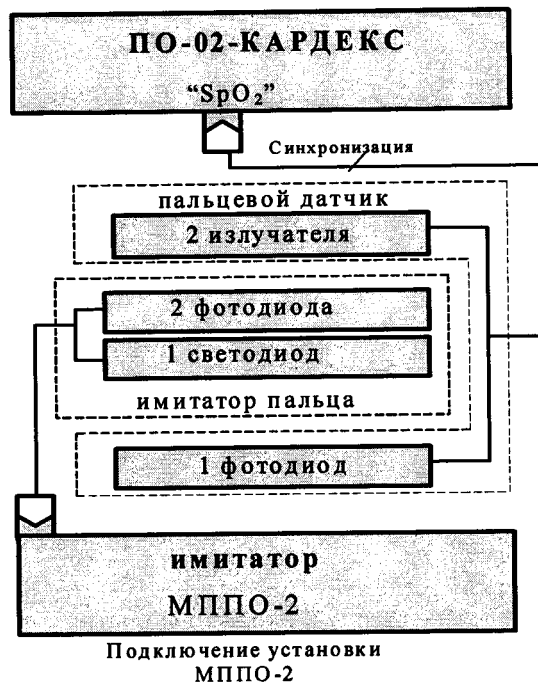 ПО-02-КАРДЕКС
“SpO₂”
Синхронизация
пальцевой датчик
2 излучателя
2 фотодиода
1 светодиод
имитатор пальца
1 фотодиод
имитатор
МППО-2
Подключение установки
МППО-2